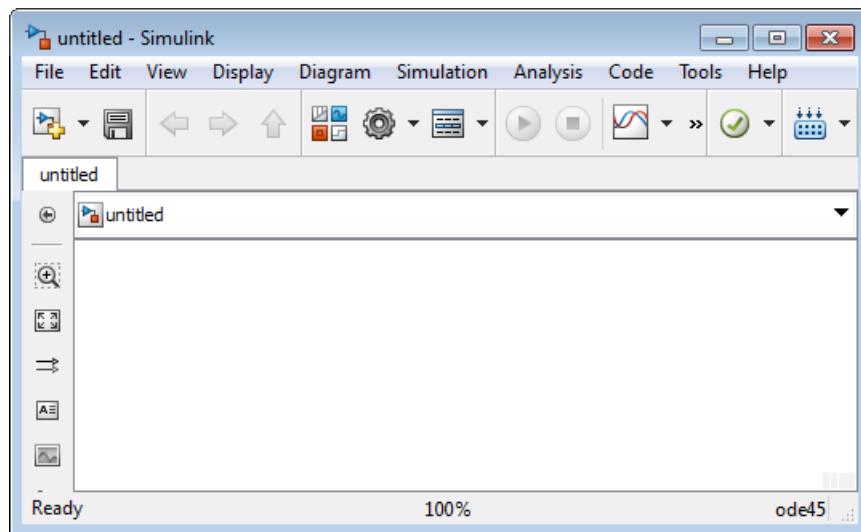 untitled - Simulink
File Edit View Display Diagram Simulation Analysis Code Tools Help
untitled
untitled
Ready 100% ode45